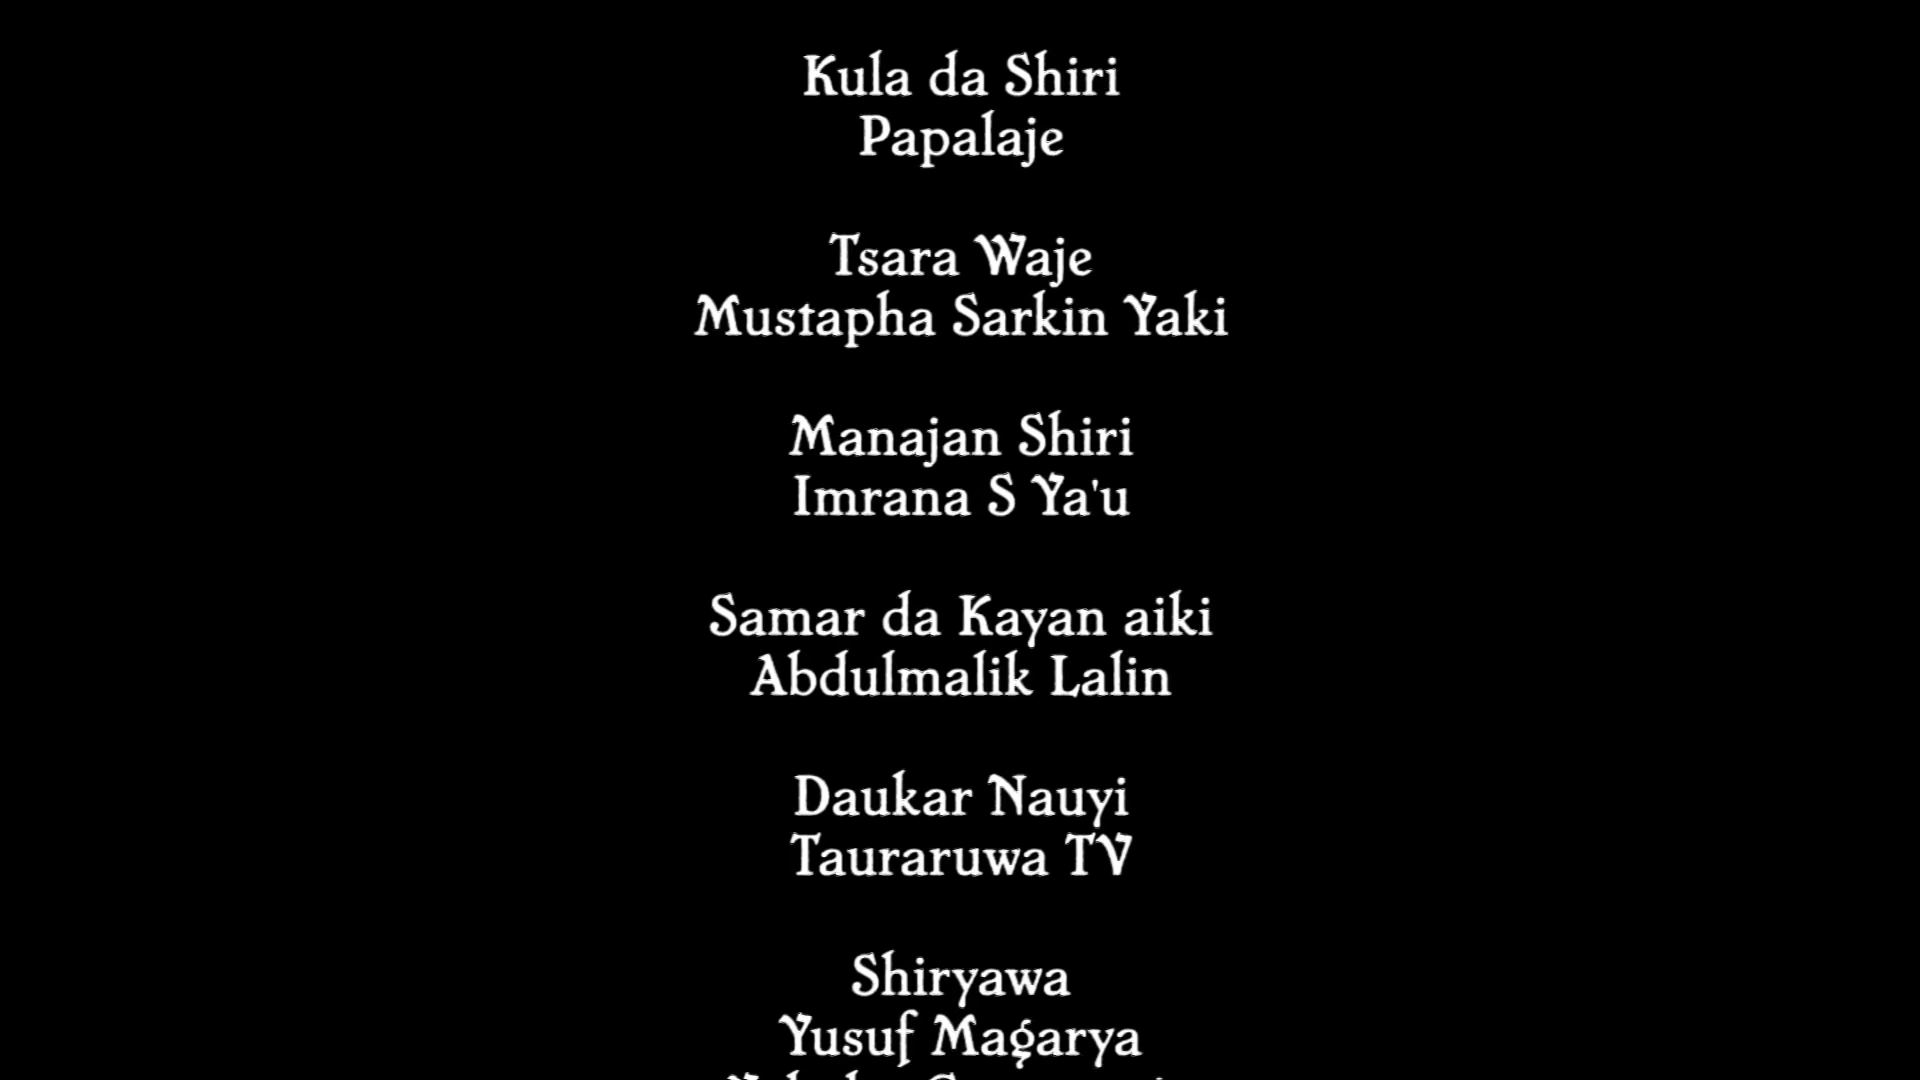 Kula da Shiri
Papalaje
Tsara Waje
Mustapha Sarkin Yaki
Manajan Shiri
Imrana S Ya'u
Samar da Kayan aiki
Abdulmalik Lalin
Daukar Nauyi
Tauraruwa TV
Shiryawa
Yusuf Magarya